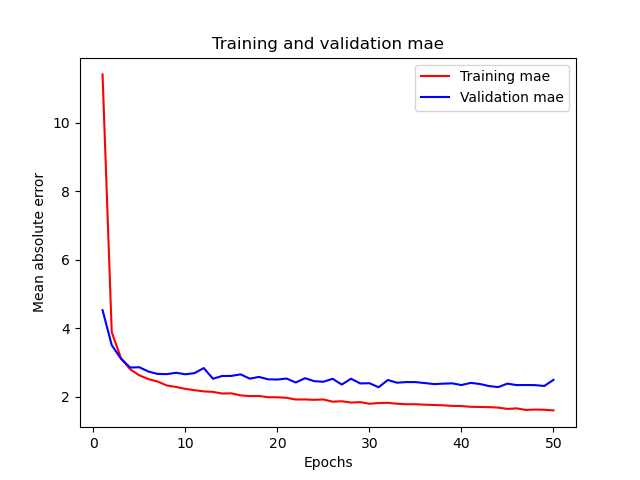 Training and validation mae
Training mae
Validation mae
Mean absolute error
10
8
6
4
2
0
10
20
30
40
50
Epochs